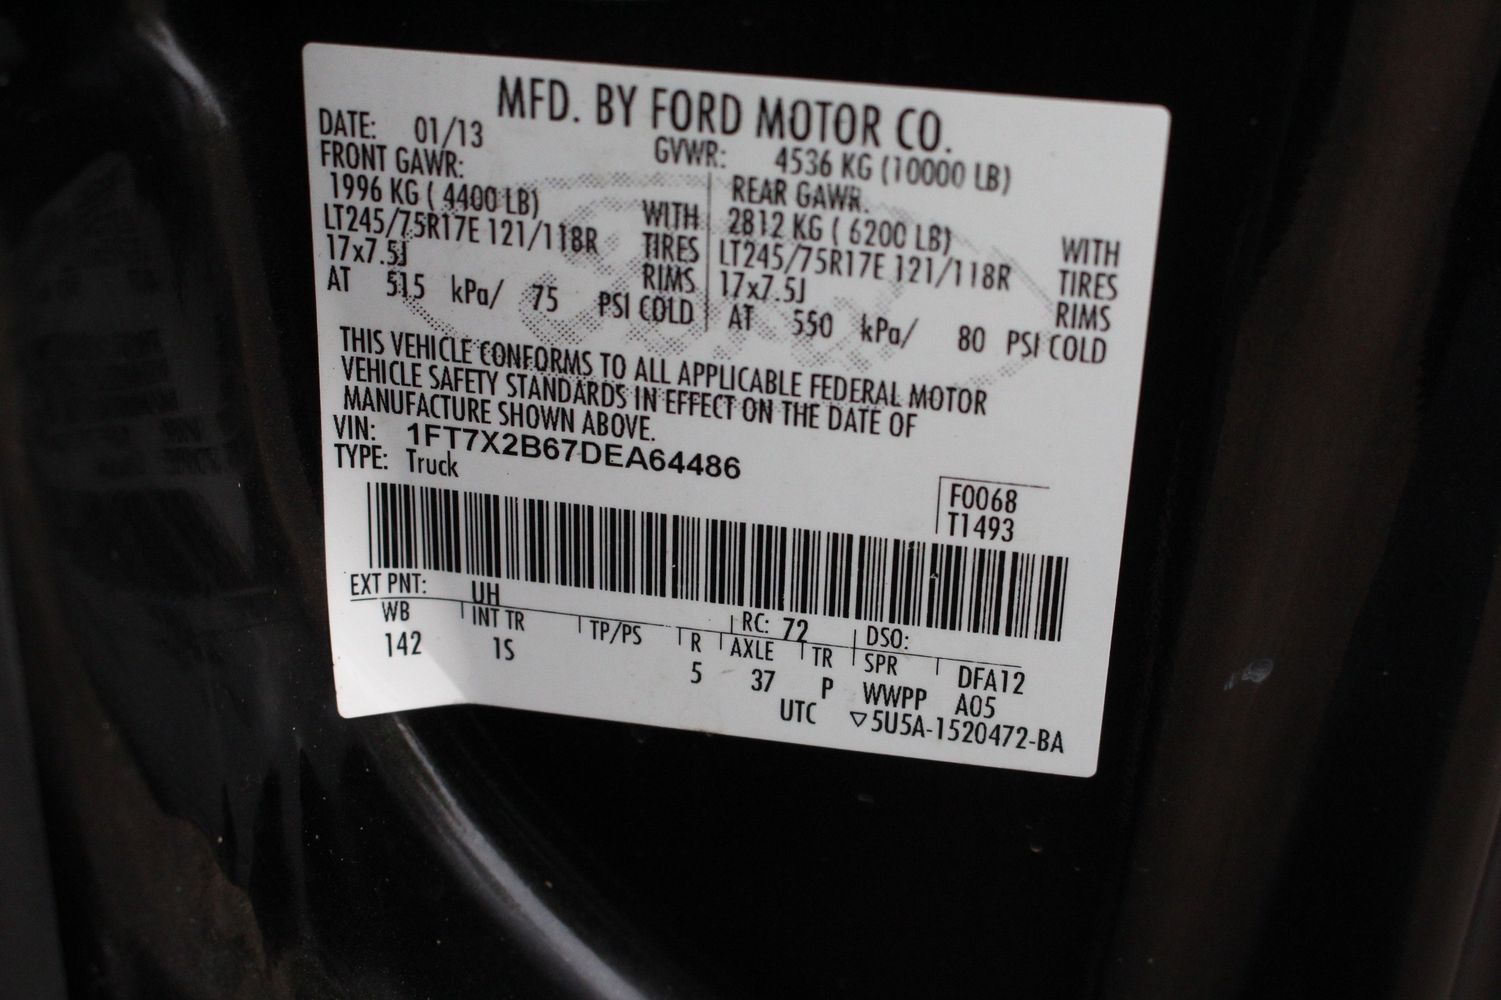 MFD. BY FORD MOTOR CO.
DATE: 01/13
GVWR: 4536 KG (10000 LB)
FRONT GAWR:
1996 KG ( 4400 LB) WITH
LT245/75R17E 121/118R TIRES
17x7.5J RIMS
AT 515 kPa/ 75 PSI COLD
REAR GAWR.
2812 KG ( 6200 LB) WITH
LT245/75R17E 121/118R TIRES
17x7.5J RIMS
AT 550 kPa/ 80 PSI COLD
THIS VEHICLE CONFORMS TO ALL APPLICABLE FEDERAL MOTOR
VEHICLE SAFETY STANDARDS IN EFFECT ON THE DATE OF
MANUFACTURE SHOWN ABOVE.
VIN: 1FT7X2B67DEA64486
TYPE: Truck
F0068
T1493
EXT PNT: UH RC: 72 DSO:
WB INT TR TP/PS R AXLE TR SPR DFA12
142 1S 5 37 P WWPP A05
UTC ▽5U5A-1520472-BA